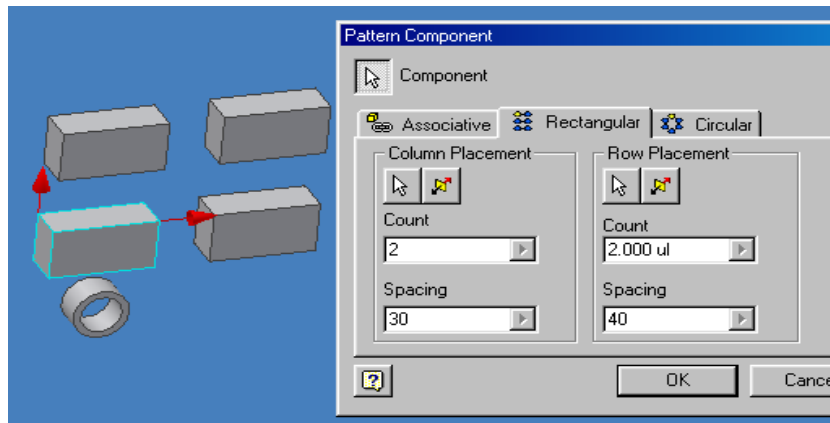 Pattern Component
Component
Associative Rectangular Circular
Column Placement Row Placement
Count Count
2 2.000 ul
Spacing Spacing
30 40
? OK Cance